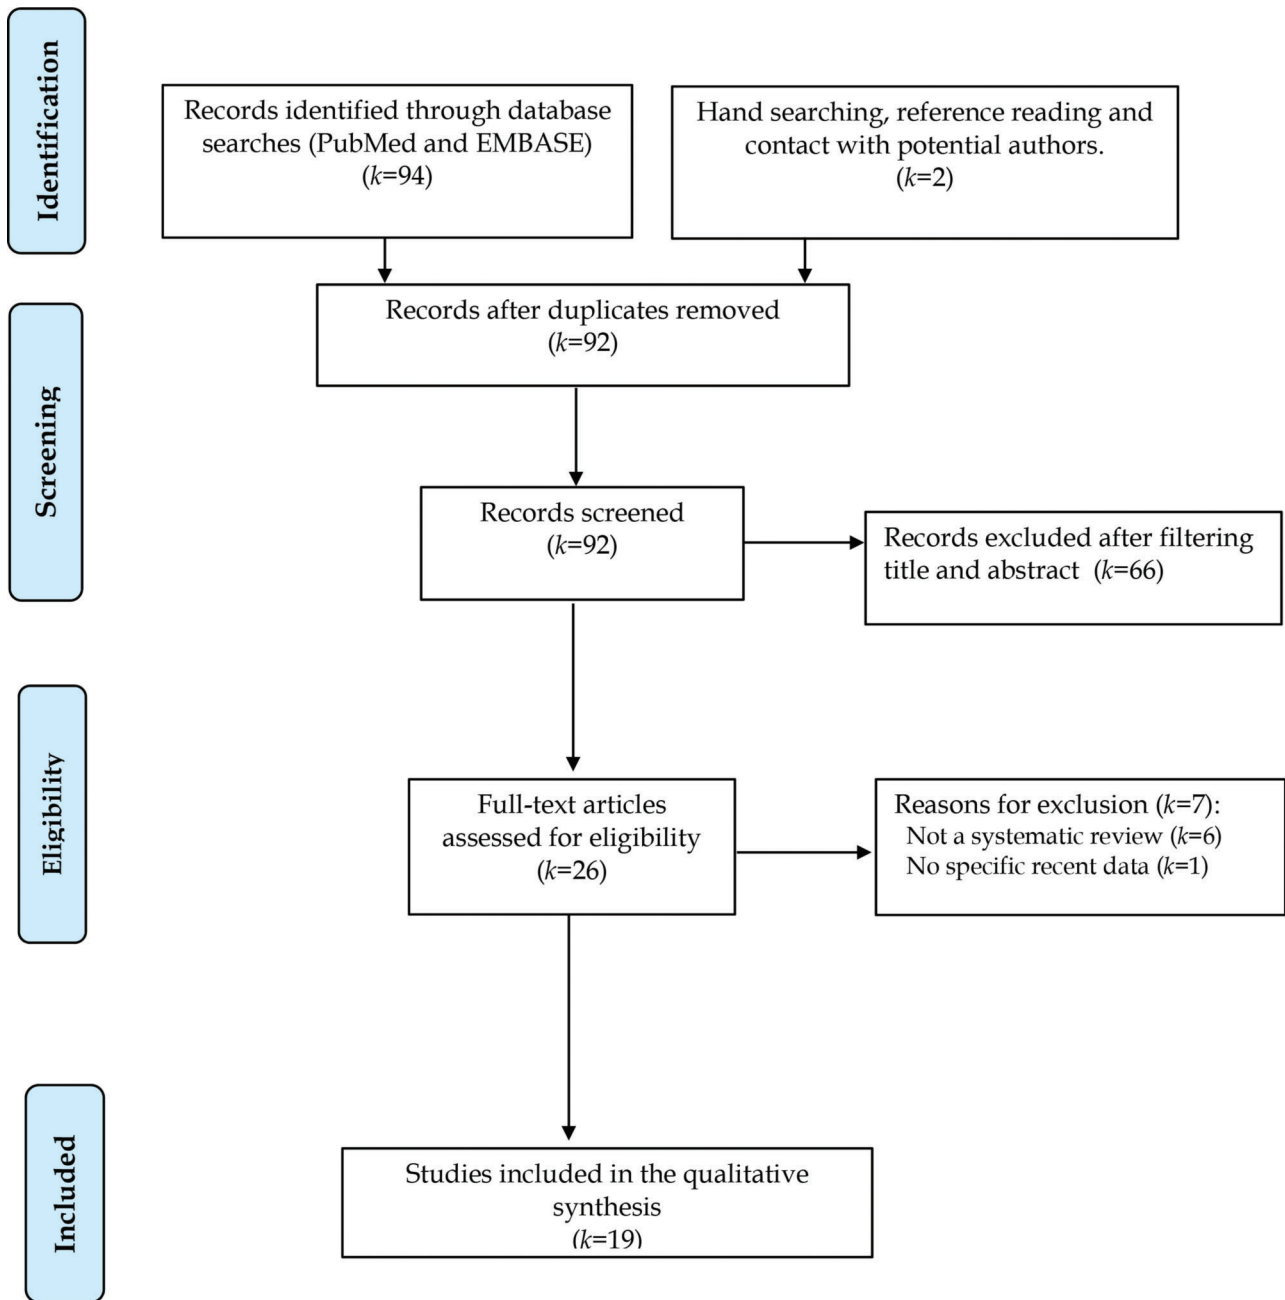 Identification
Records identified through database
searches (PubMed and EMBASE)
(k=94)
Hand searching, reference reading and
contact with potential authors.
(k=2)
Records after duplicates removed
(k=92)
Screening
Records screened
(k=92)
Records excluded after filtering
title and abstract (k=66)
Eligibility
Full-text articles
assessed for eligibility
(k=26)
Reasons for exclusion (k=7):
Not a systematic review (k=6)
No specific recent data (k=1)
Included
Studies included in the qualitative
synthesis
(k=19)